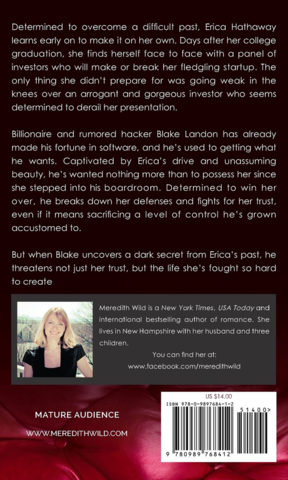 Determined to overcome a difficult past, Erica Hathaway
learns early on to make it on her own. Days after her college
graduation, she finds herself face to face with a panel of
investors who will make or break her fledgling startup. The
only thing she didn't prepare for was going weak in the
knees over an arrogant and gorgeous investor who seems
determined to derail her presentation.
Billionaire and rumored hacker Blake Landon has already
made his fortune in software, and he's used to getting what
he wants. Captivated by Erica's drive and unassuming
beauty, he's wanted nothing more than to possess her since
she stepped into his boardroom. Determined to win her
over, he breaks down her defenses and fights for her trust,
even if it means sacrificing a level of control he's grown
accustomed to.
But when Blake uncovers a dark secret from Erica's past, he
threatens not just her trust, but the life she's fought so hard
to create
Meredith Wild is a New York Times, USA Today and
international bestselling author of romance. She
lives in New Hampshire with her husband and three
children.
You can find her at:
www.facebook.com/meredithwild
MATURE AUDIENCE
WWW.MEREDITHWILD.COM
US $14.00
ISBN 978-0-9897684-1-2
51400>
9 780989 768412